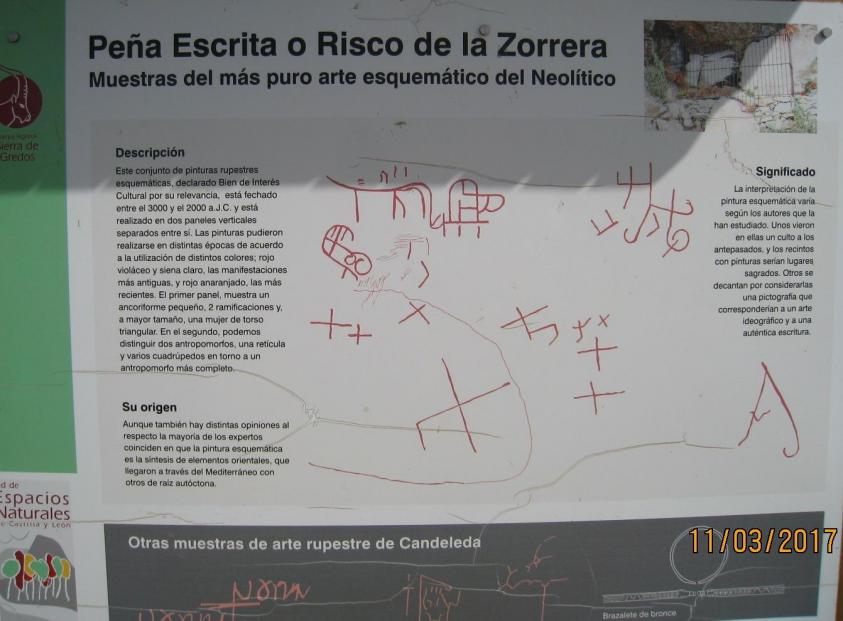 Peña Escrita o Risco de la Zorrera
Muestras del más puro arte esquemático del Neolítico
Sierra de
Gredos
Descripción
Este conjunto de pinturas rupestres
esquemáticas, declarado Bien de Interés
Cultural por su relevancia, está fechado
entre el 3000 y el 2000 a.J.C. y está
realizado en dos paneles verticales
separados entre sí. Las pinturas pudieron
realizarse en distintas épocas de acuerdo
a la utilización de distintos colores; rojo
violáceo y siena claro, las manifestaciones
más antiguas, y rojo anaranjado, las más
recientes. El primer panel, muestra un
ancoriforme pequeño, 2 ramificaciones y,
a mayor tamaño, una mujer de torso
triangular. En el segundo, podemos
distinguir dos antropomorfos, una retícula
y varios cuadrúpedos en torno a un
antropomorfo más completo.
Su origen
Aunque también hay distintas opiniones al
respecto la mayoría de los expertos
coinciden en que la pintura esquemática
es la síntesis de elementos orientales, que
llegaron a través del Mediterráneo con
otros de raíz autóctona.
Significado
La interpretación de la
pintura esquemática varía
según los autores que la
han estudiado. Unos vieron
en ellas un culto a los
antepasados, y los recintos
con pinturas serían lugares
sagrados. Otros se
decantan por considerarlas
una pictografía que
corresponderían a un arte
ideográfico y a una
auténtica escritura.
Espacios
Naturales
Castilla y León
Otras muestras de arte rupestre de Candeleda
Brazalete de bronce
11/03/2017